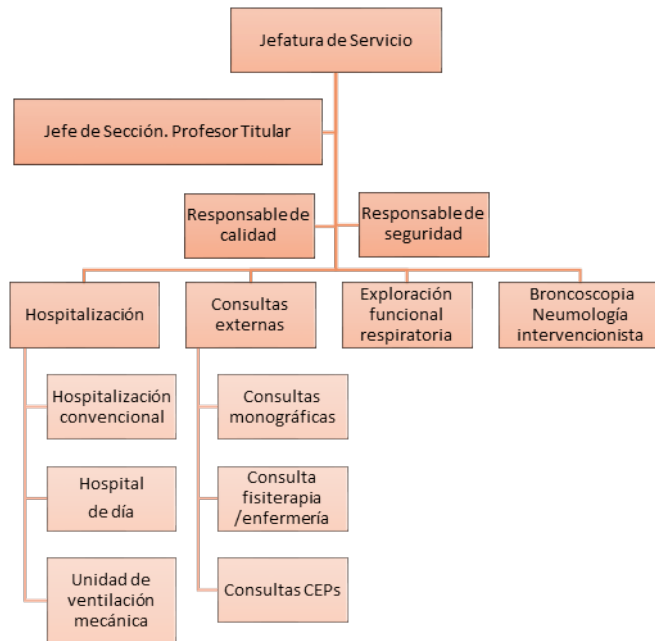 Jefatura de Servicio
Jefe de Sección. Profesor Titular
Responsable de
calidad
Responsable de
seguridad
Hospitalización
Consultas
externas
Exploración
funcional
respiratoria
Broncoscopia
Neumología
intervencionista
Hospitalización
convencional
Hospital
de día
Unidad de
ventilación
mecánica
Consultas
monográficas
Consulta
fisiterapia
/enfermería
Consultas CEPs